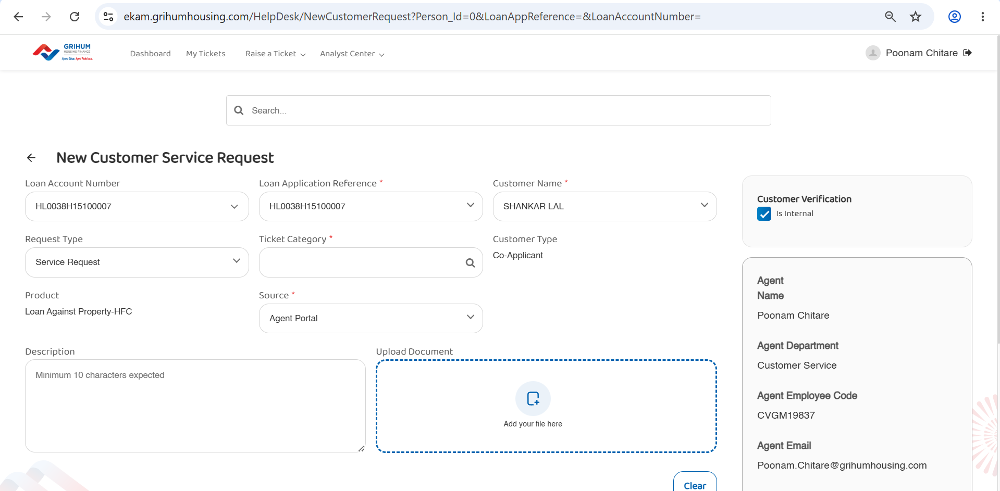 ekam.grihumhousing.com/HelpDesk/NewCustomerRequest?Person_Id=0&LoanAppReference=&LoanAccountNumber=
GRIHUM
HOUSING FINANCE
Apna Ghar. Apni Pehchan.
Dashboard
My Tickets
Raise a Ticket
Analyst Center
Poonam Chitare
Search...
New Customer Service Request
Loan Account Number
HL0038H15100007
Loan Application Reference *
HL0038H15100007
Customer Name *
SHANKAR LAL
Request Type
Service Request
Ticket Category *
Customer Type
Co-Applicant
Product
Loan Against Property-HFC
Source *
Agent Portal
Description
Minimum 10 characters expected
Upload Document
Add your file here
Clear
Customer Verification
Is Internal
Agent
Name
Poonam Chitare
Agent Department
Customer Service
Agent Employee Code
CVGM19837
Agent Email
Poonam.Chitare@grihumhousing.com